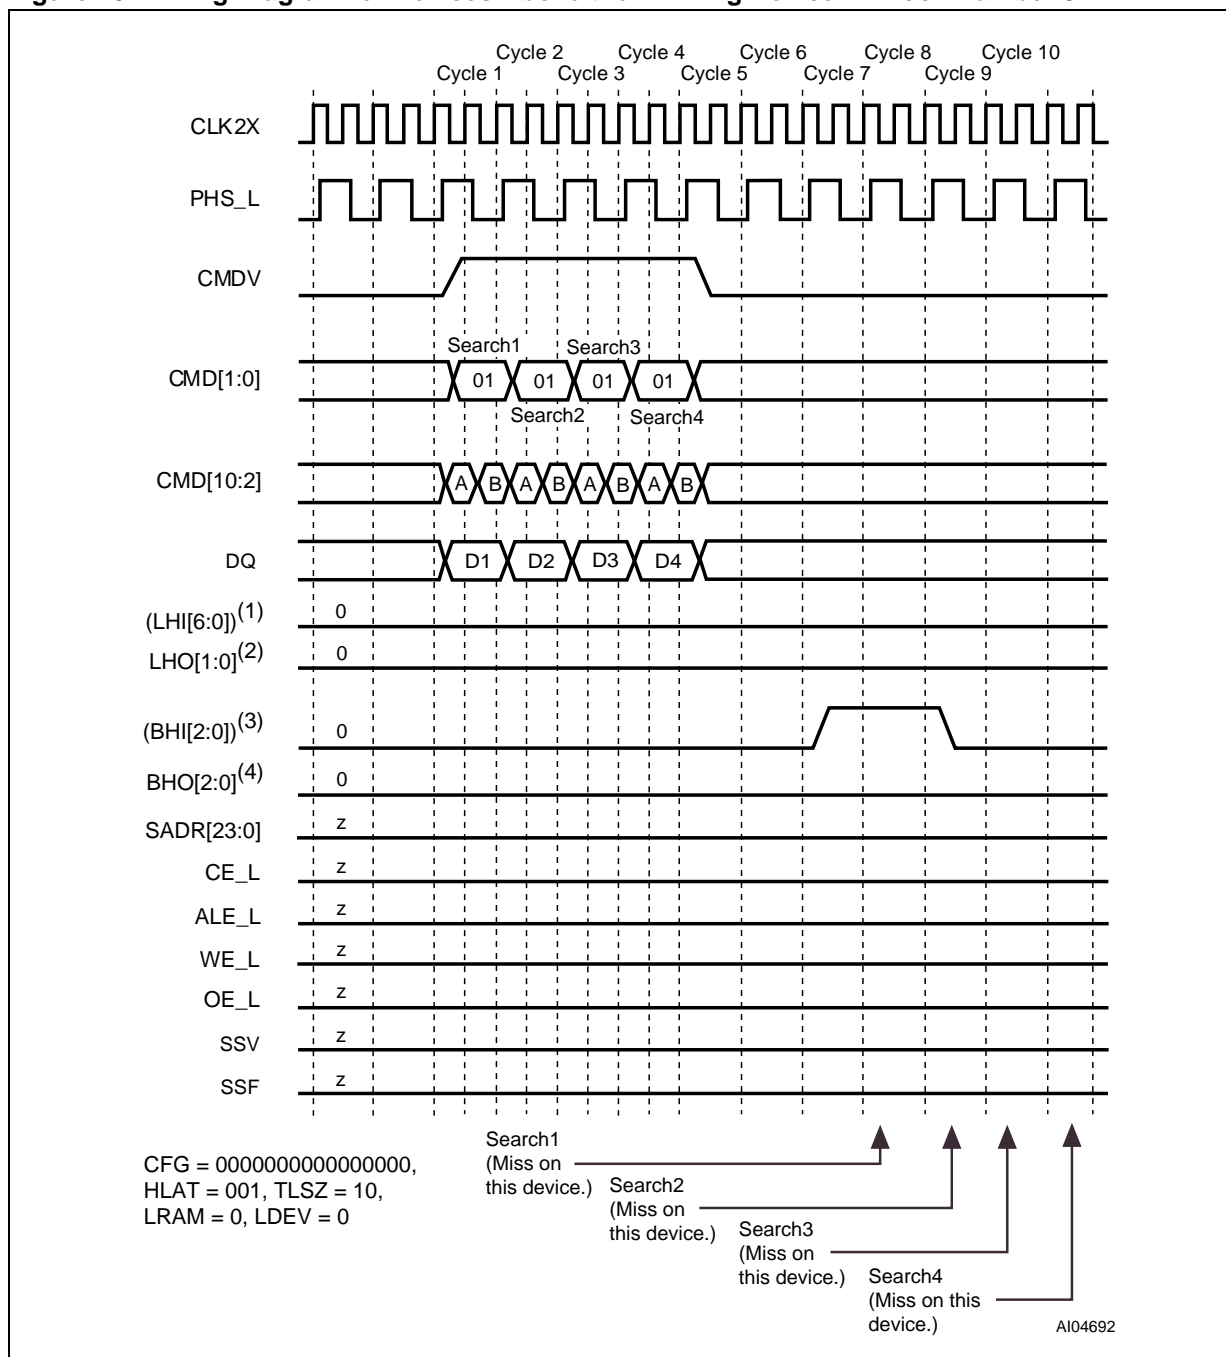 Cycle 2 Cycle 4 Cycle 6 Cycle 8 Cycle 10
Cycle 1 Cycle 3 Cycle 5 Cycle 7 Cycle 9
CLK2X
PHS_L
CMDV
Search1 Search3
CMD[1:0] 01 01 01 01
Search2 Search4
CMD[10:2] A B A B A B A B
DQ D1 D2 D3 D4
(LHI[6:0])(1) 0
LHO[1:0](2) 0
(BHI[2:0])(3) 0
BHO[2:0](4) 0
SADR[23:0] z
CE_L z
ALE_L z
WE_L z
OE_L z
SSV z
SSF z
Search1
(Miss on
this device.)
Search2
(Miss on
this device.)
Search3
(Miss on
this device.)
Search4
(Miss on this
device.)
CFG = 0000000000000000,
HLAT = 001, TLSZ = 10,
LRAM = 0, LDEV = 0
AI04692